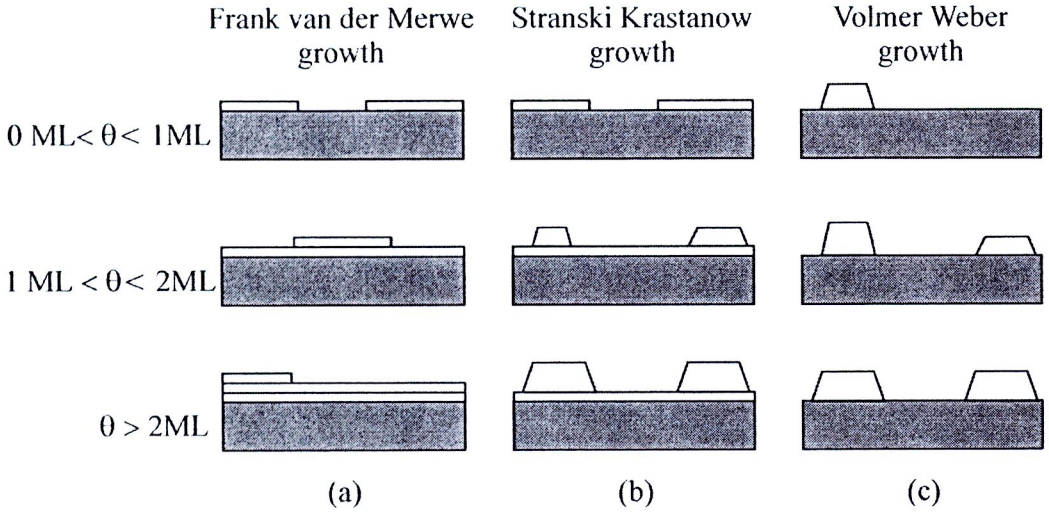 Frank van der Merwe
growth
Stranski Krastanow
growth
Volmer Weber
growth
0 ML< θ< 1ML
1 ML < θ< 2ML
θ > 2ML
(a)
(b)
(c)